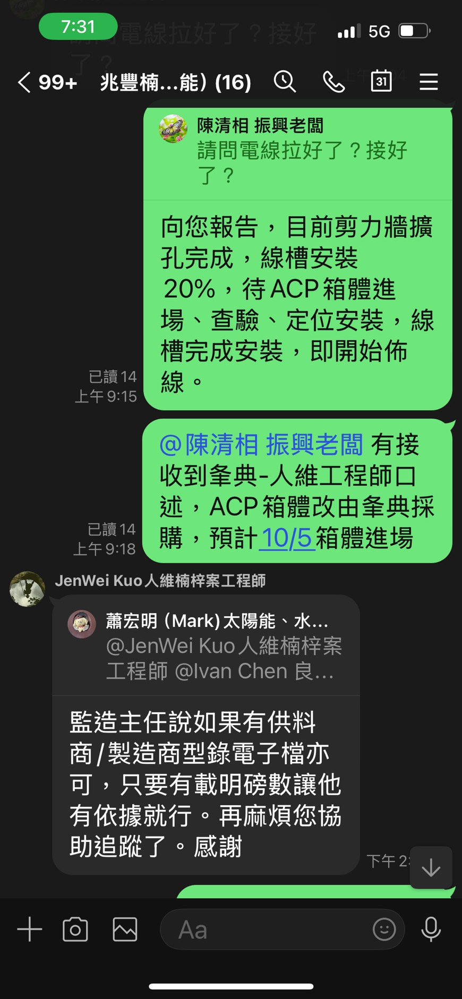 7:31
5G
99+ 兆豐楠...能) (16)
31
陳清相 振興老闆
請問電線拉好了？接好
了？
向您報告，目前剪力牆擴
孔完成，線槽安裝
20%，待ACP箱體進
場、查驗、定位安裝，線
槽完成安裝，即開始佈
線。
已讀 14
上午 9:15
@陳清相 振興老闆 有接
收到夆典-人維工程師口
述，ACP箱體改由夆典採
購，預計10/5箱體進場
已讀 14
上午 9:18
JenWei Kuo人維楠梓案工程師
蕭宏明 (Mark)太陽能、水...
@JenWei Kuo人維楠梓案
工程師 @Ivan Chen 良...
監造主任說如果有供料
商/製造商型錄電子檔亦
可，只要有載明磅數讓他
有依據就行。再麻煩您協
助追蹤了。感謝
下午 2:
Aa